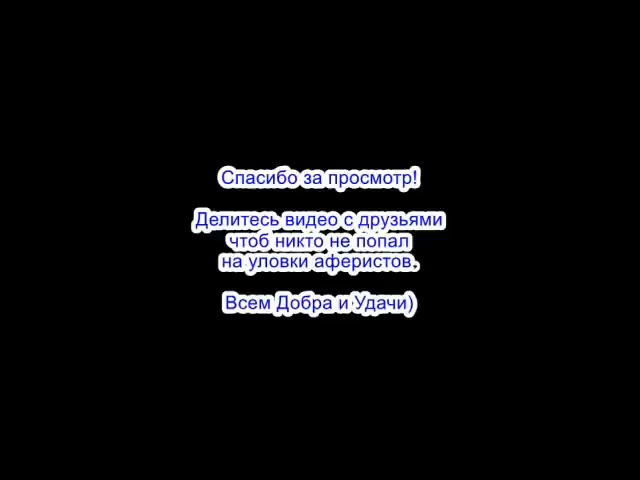 Спасибо за просмотр!
Делитесь видео с друзьями
чтоб никто не попал
на уловки аферистов.
Всем Добра и Удачи)